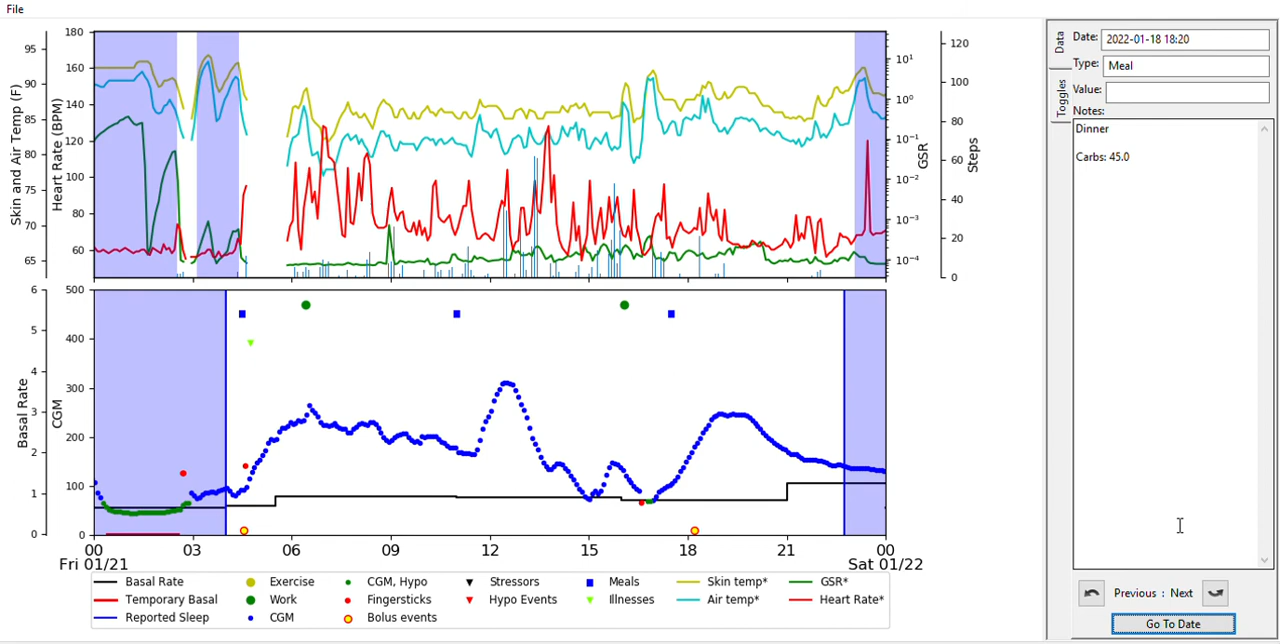 File
95
90
85
80
75
70
65
Skin and Air Temp (F)
180
160
140
120
100
80
60
Heart Rate (BPM)
10¹
10⁰
10⁻¹
10⁻²
10⁻³
10⁻⁴
GSR
120
100
80
60
40
20
0
Steps
6
5
4
3
2
1
0
Basal Rate
500
400
300
200
100
0
CGM
00 03 06 09 12 15 18 21 00
Fri 01/21 Sat 01/22
Basal Rate Exercise CGM, Hypo Stressors Meals Skin temp* GSR*
Temporary Basal Work Fingersticks Hypo Events Illnesses Air temp* Heart Rate*
Reported Sleep CGM Bolus events
Data
Toggles
Date: 2022-01-18 18:20
Type: Meal
Value:
Notes:
Dinner
Carbs: 45.0
Previous : Next
Go To Date